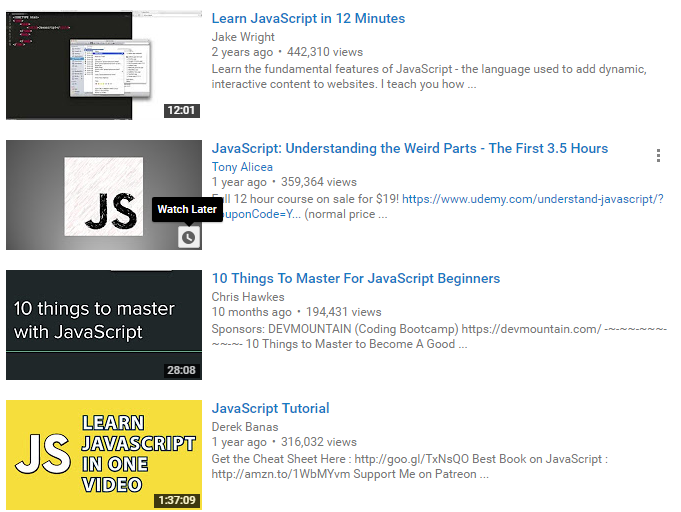 Learn JavaScript in 12 Minutes
Jake Wright
2 years ago • 442,310 views
Learn the fundamental features of JavaScript - the language used to add dynamic,
interactive content to websites. I teach you how ...
12:01
JavaScript: Understanding the Weird Parts - The First 3.5 Hours
Tony Alicea
1 year ago • 359,364 views
JS
Watch Later
12 hour course on sale for $19! https://www.udemy.com/understand-javascript/?
(normal price ...
10 Things To Master For JavaScript Beginners
Chris Hawkes
10 months ago • 194,431 views
10 things to master
with JavaScript
Sponsors: DEVMOUNTAIN (Coding Bootcamp) https://devmountain.com/ -~-~~-~~~-
~~-~- 10 Things to Master to Become A Good ...
28:08
JavaScript Tutorial
Derek Banas
1 year ago • 316,032 views
JS
LEARN
JAVASCRIPT
IN ONE
VIDEO
Get the Cheat Sheet Here : http://goo.gl/TxNsQO Best Book on JavaScript :
http://amzn.to/1WbMYvm Support Me on Patreon ...
1:37:09